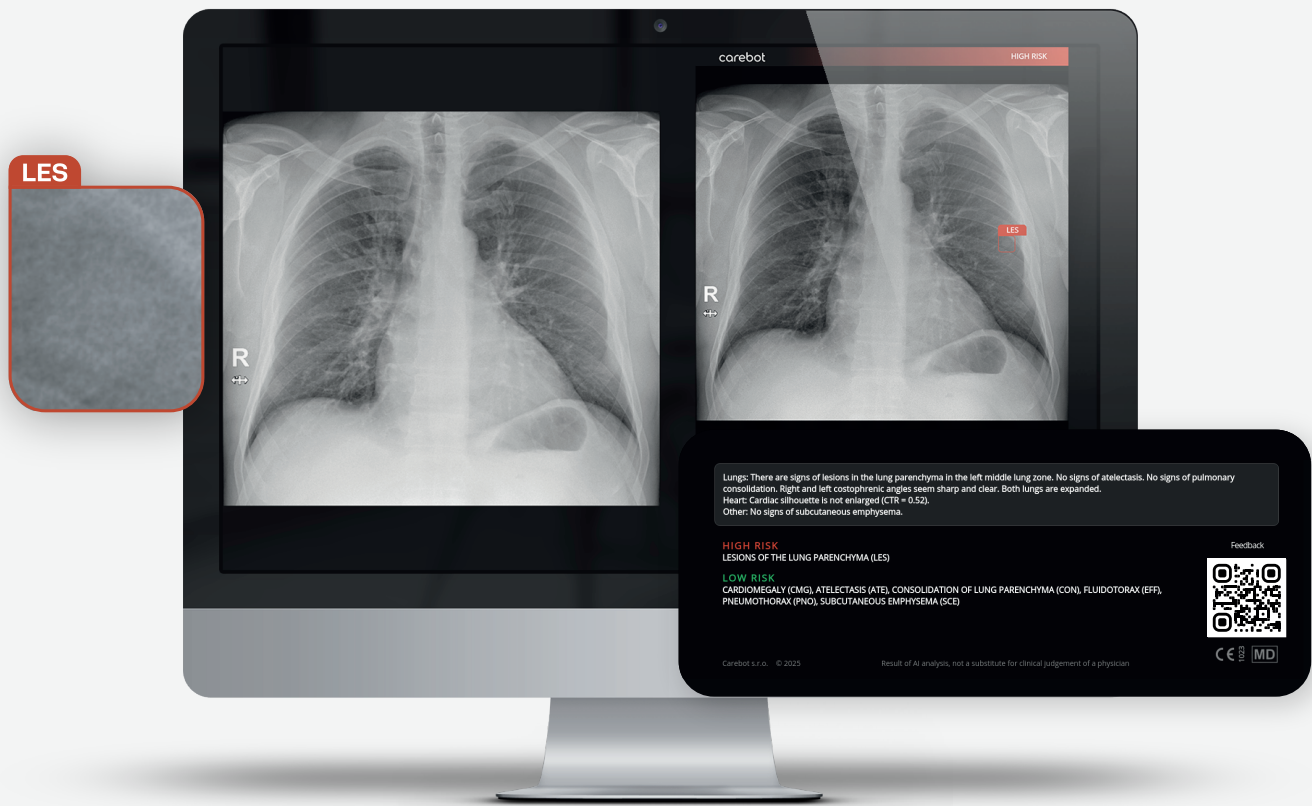 LES
carebot
HIGH RISK
LES
R
R
Lungs: There are signs of lesions in the lung parenchyma in the left middle lung zone. No signs of atelectasis. No signs of pulmonary
consolidation. Right and left costophrenic angles seem sharp and clear. Both lungs are expanded.
Heart: Cardiac silhouette is not enlarged (CTR = 0.52).
Other: No signs of subcutaneous emphysema.
HIGH RISK
LESIONS OF THE LUNG PARENCHYMA (LES)
Feedback
LOW RISK
CARDIOMEGALY (CMG), ATELECTASIS (ATE), CONSOLIDATION OF LUNG PARENCHYMA (CON), FLUIDOTORAX (EFF),
PNEUMOTHORAX (PNO), SUBCUTANEOUS EMPHYSEMA (SCE)
CE 1023 MD
Carebot s.r.o. © 2025
Result of AI analysis, not a substitute for clinical judgement of a physician